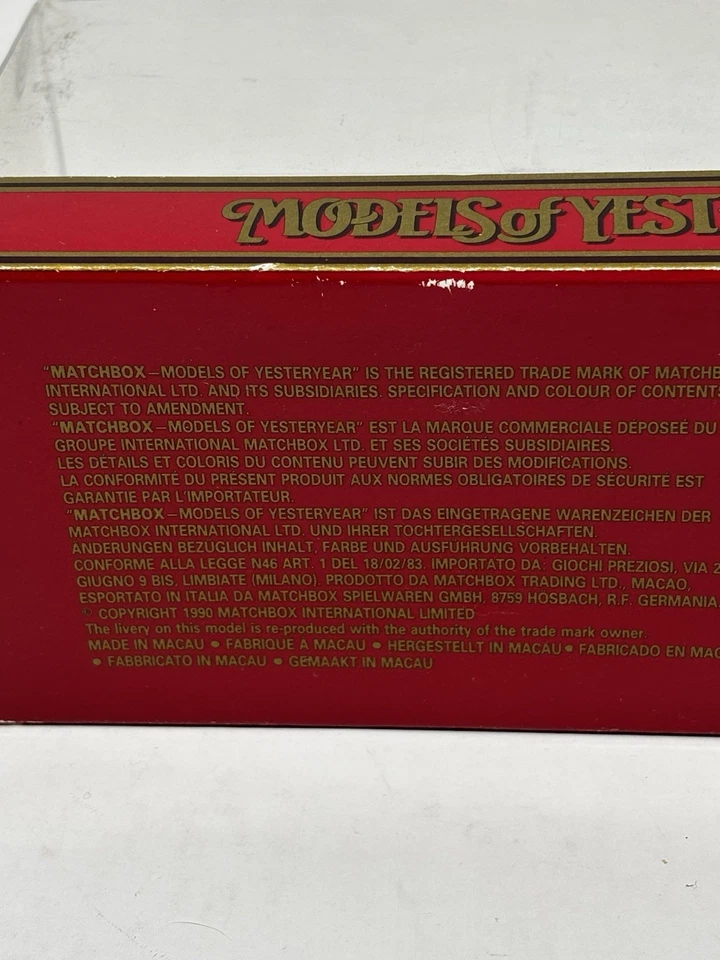 MODELS of YEST
"MATCHBOX–MODELS OF YESTERYEAR" IS THE REGISTERED TRADE MARK OF MATCHB
INTERNATIONAL LTD. AND ITS SUBSIDIARIES. SPECIFICATION AND COLOUR OF CONTENTS
SUBJECT TO AMENDMENT.
"MATCHBOX–MODELS OF YESTERYEAR" EST LA MARQUE COMMERCIALE DÉPOSEÉ DU
GROUPE INTERNATIONAL MATCHBOX LTD. ET SES SOCIÉTÉS SUBSIDIAIRES.
LES DÉTAILS ET COLORIS DU CONTENU PEUVENT SUBIR DES MODIFICATIONS.
LA CONFORMITÉ DU PRÉSENT PRODUIT AUX NORMES OBLIGATOIRES DE SÉCURITÉ EST
GARANTIE PAR L'IMPORTATEUR.
"MATCHBOX–MODELS OF YESTERYEAR" IST DAS EINGETRAGENE WARENZEICHEN DER
MATCHBOX INTERNATIONAL LTD. UND IHRER TOCHTERGESELLSCHAFTEN.
ÄNDERUNGEN BEZÜGLICH INHALT, FARBE UND AUSFÜHRUNG VORBEHALTEN.
CONFORME ALLA LEGGE N46 ART. 1 DEL 18/02/83. IMPORTATO DA: GIOCHI PREZIOSI, VIA 2
GIUGNO 9 BIS, LIMBIATE (MILANO). PRODOTTO DA MATCHBOX TRADING LTD., MACAO,
ESPORTATO IN ITALIA DA MATCHBOX SPIELWAREN GMBH, 8759 HOSBACH, R.F. GERMANIA.
© COPYRIGHT 1990 MATCHBOX INTERNATIONAL LIMITED
The livery on this model is re-produced with the authority of the trade mark owner.
MADE IN MACAU • FABRIQUÉ À MACAU • HERGESTELLT IN MACAU • FABRICADO EN MAC
• FABBRICATO IN MACAU • GEMAAKT IN MACAU